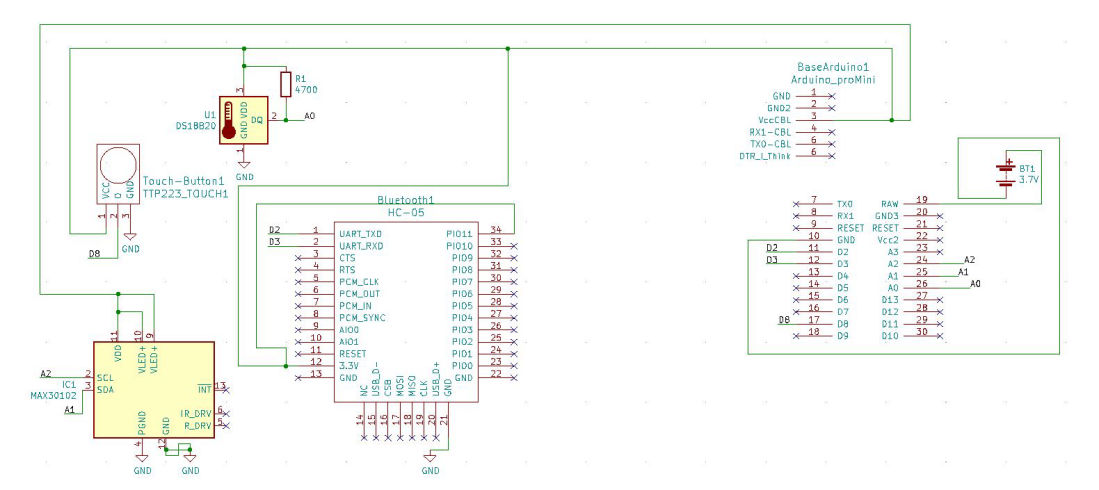 BaseArduino1
Arduino_proMini
GND 1
GND2 2
VccCBL 3
RX1-CBL 4
TX0-CBL 6
DTR_I_Think 6
R1
4700
U1
DS18B20
3
VDD
DQ 2 A0
GND
1
GND
Touch-Button1
TTP223_TOUCH1
VCC
D
GND
1 2 3
GND
D8
Bluetooth1
HC-05
D2 1 UART_TXD PIO11 34
D3 2 UART_RXD PIO10 33
3 CTS PIO9 32
4 RTS PIO8 31
5 PCM_CLK PIO7 30
6 PCM_OUT PIO6 29
7 PCM_IN PIO5 28
8 PCM_SYNC PIO4 27
9 AIO0 PIO3 26
10 AIO1 PIO2 25
11 RESET PIO1 24
12 3.3V PIO0 23
13 GND GND 22
NC
USB_D-
CSB
MOSI
MISO
CLK
USB_D+
GND
14 15 16 17 18 19 20 21
GND
BT1
3.7V
+
7 TX0 RAW 19
8 RX1 GND3 20
9 RESET RESET 21
10 GND Vcc2 22
D2 11 D2 A3 23
D3 12 D3 A2 24 A2
13 D4 A1 25 A1
14 D5 A0 26 A0
15 D6 D13 27
16 D7 D12 28
D8 17 D8 D11 29
18 D9 D10 30
11 10 9
VDD
VLED+
VLED+
A2 2 SCL
IC1 3 SDA
MAX30102
A1
INT 13
IR_DRV 6
R_DRV 5
PGND
GND
4 12
GND GND